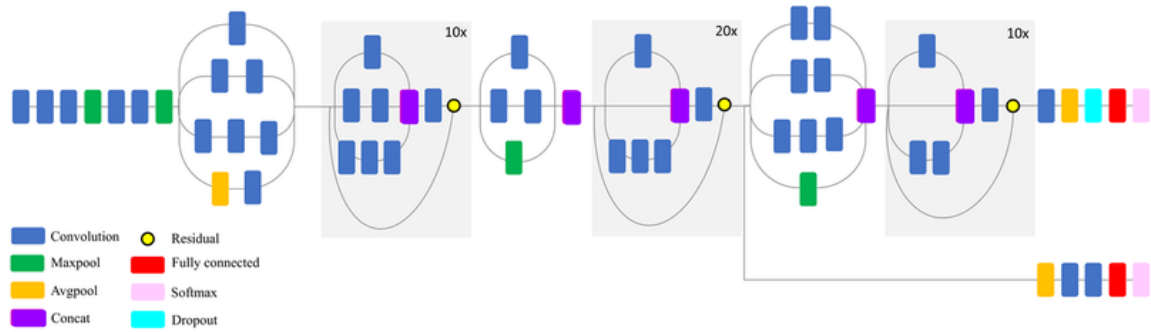 10x
20x
10x
Convolution
Residual
Maxpool
Fully connected
Avgpool
Softmax
Concat
Dropout